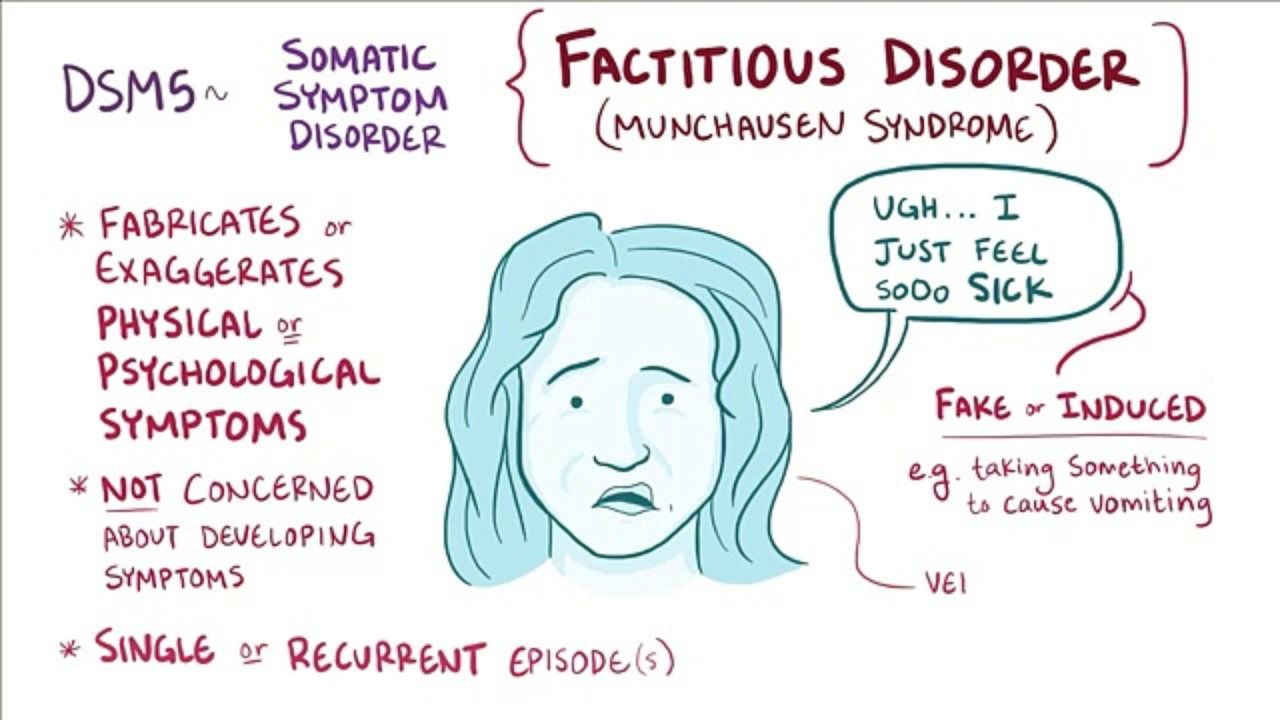 DSM5~
SOMATIC
SYMPTOM
DISORDER
FACTITIOUS DISORDER
(MUNCHAUSEN SYNDROME)
* FABRICATES or
EXAGGERATES
PHYSICAL or
PSYCHOLOGICAL
SYMPTOMS
* NOT CONCERNED
ABOUT DEVELOPING
SYMPTOMS
* SINGLE or RECURRENT EPISODE(S)
UGH... I
JUST FEEL
SOOO SICK
FAKE or INDUCED
e.g. taking something
to cause vomiting
VEI